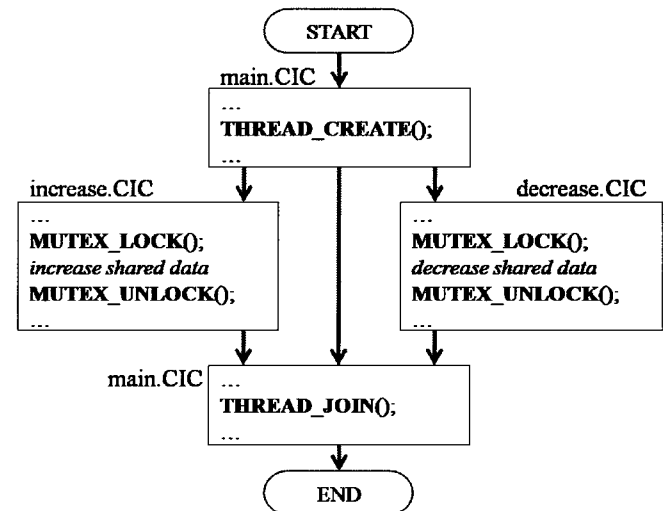 START
main.CIC
...
THREAD_CREATE();
...
increase.CIC
...
MUTEX_LOCK();
increase shared data
MUTEX_UNLOCK();
...
decrease.CIC
...
MUTEX_LOCK();
decrease shared data
MUTEX_UNLOCK();
...
main.CIC
...
THREAD_JOIN();
...
END